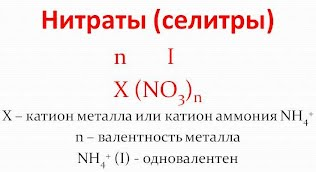 Нитраты (селитры)
n I
X (NO₃)ₙ
X – катион металла или катион аммония NH₄⁺
n – валентность металла
NH₄⁺ (I) - одновалентен